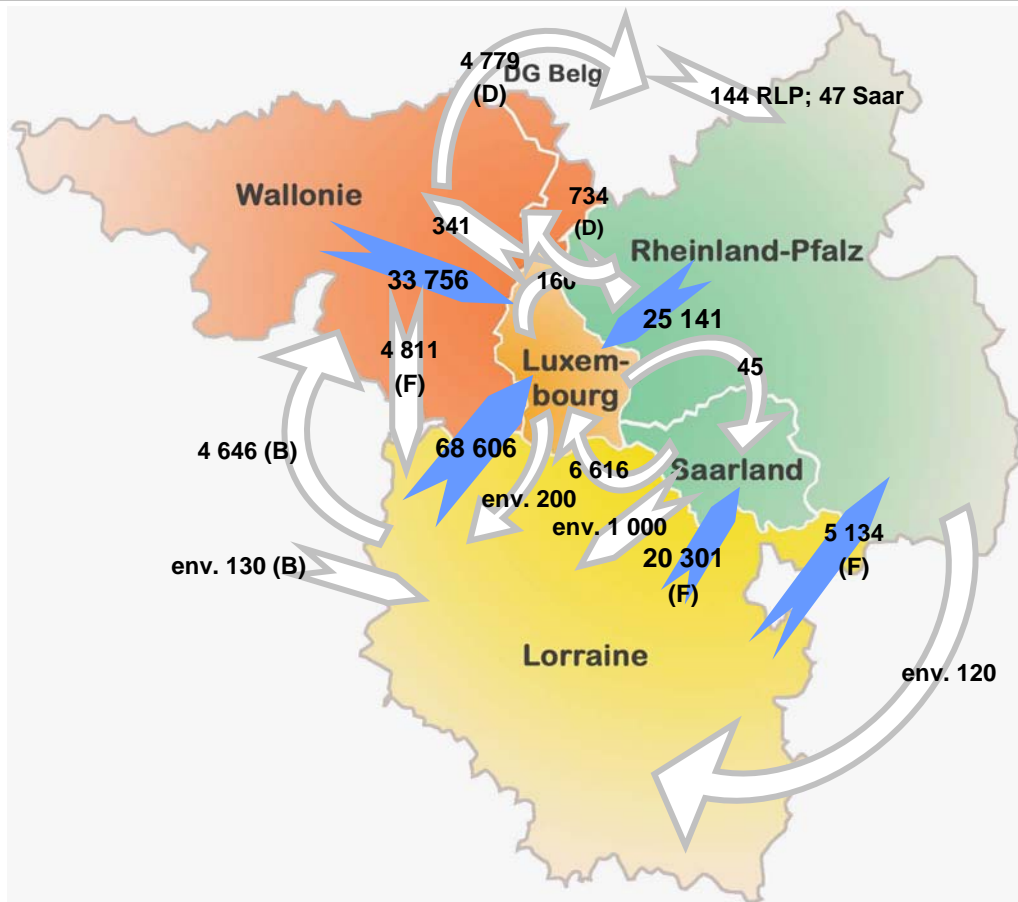 4 779
(D)
DG Belg
144 RLP; 47 Saar
Wallonie
734
(D)
341
Rheinland-Pfalz
33 756
160
25 141
4 811
(F)
Luxem-
bourg
45
4 646 (B)
68 606
6 616
Saarland
env. 200
env. 1 000
5 134
(F)
20 301
(F)
env. 130 (B)
Lorraine
env. 120